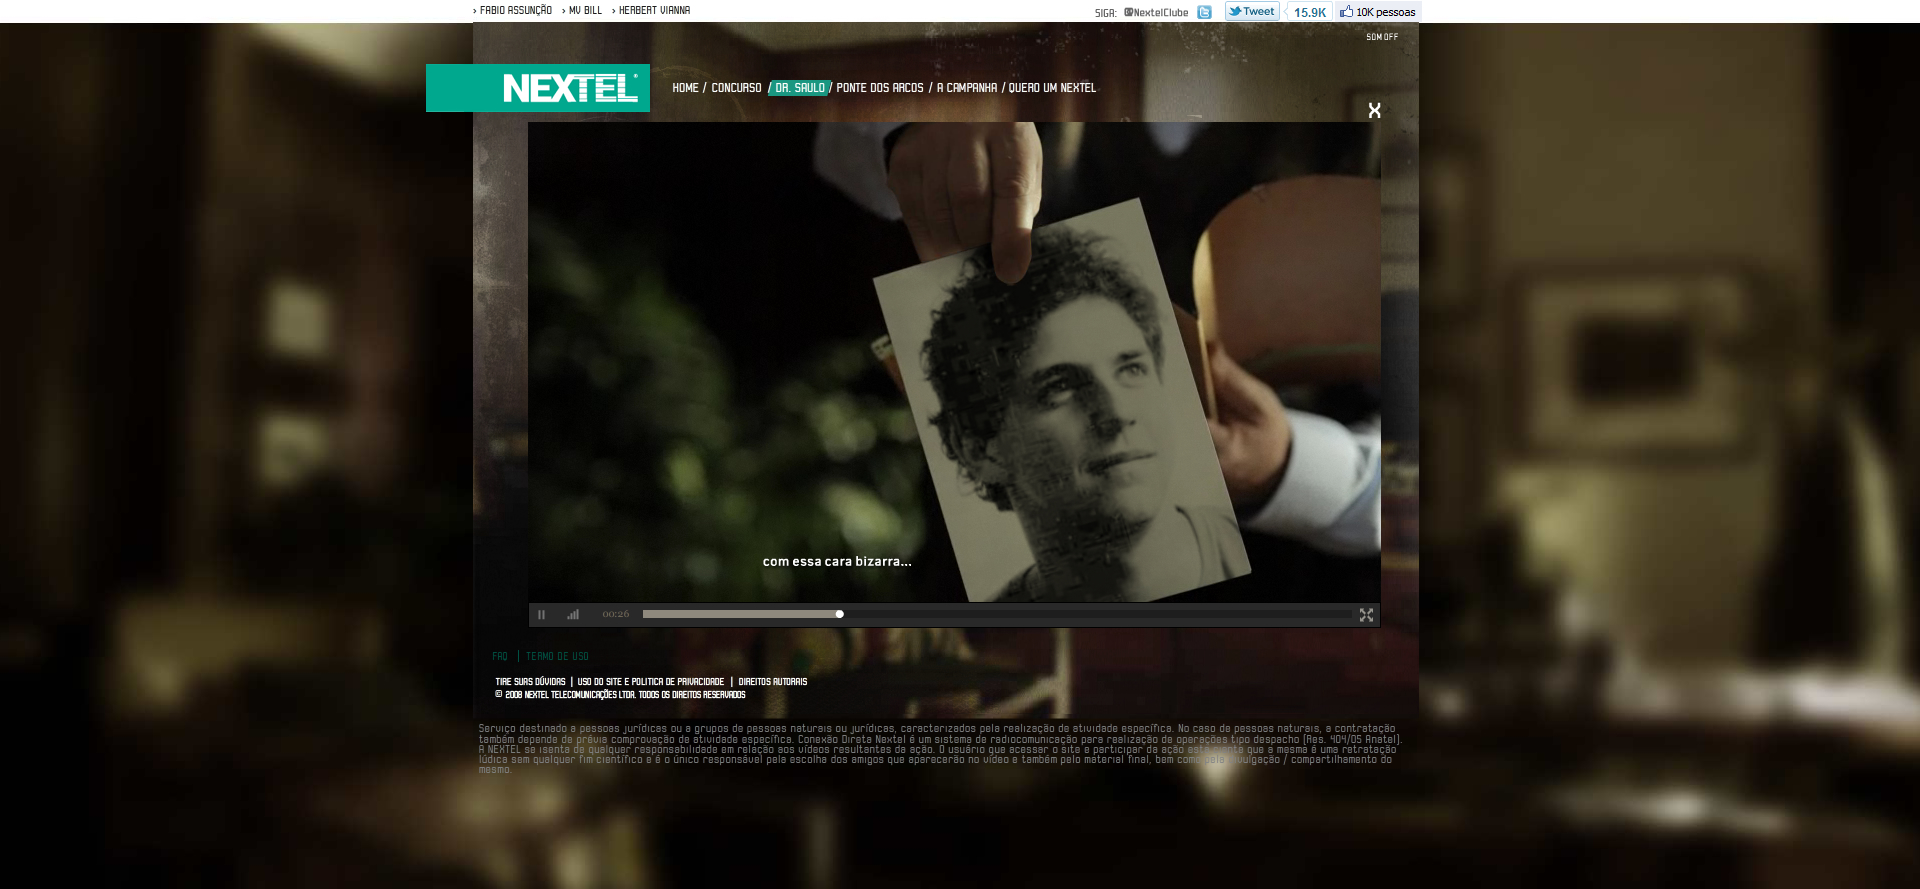 › FABIO ASSUNÇÃO › MV BILL › HERBERT VIANNA
SIGA: @NextelClube Tweet 15.9K 10K pessoas
SOM OFF
NEXTEL®
HOME / CONCURSO / DR. SAULO / PONTE DOS ARCOS / A CAMPANHA / QUERO UM NEXTEL
X
com essa cara bizarra...
00:26
FAQ | TERMO DE USO
TIRE SUAS DÚVIDAS | USO DO SITE E POLITICA DE PRIVACIDADE | DIREITOS AUTORAIS
© 2008 NEXTEL TELECOMUNICAÇÕES LTDA. TODOS OS DIREITOS RESERVADOS
Serviço destinado a pessoas jurídicas ou a grupos de pessoas naturais ou jurídicas, caracterizados pela realização de atividade específica. No caso de pessoas naturais, a contratação
também depende de prévia comprovação de atividade específica. Conexão Direta Nextel é um sistema de radiocomunicação para realização de operações tipo despacho (Res. 404/05 Anatel).
A NEXTEL se isenta de qualquer responsabilidade em relação aos vídeos resultantes da ação. O usuário que acessar o site e participar da ação está ciente que a mesma é uma retratação
lúdica sem qualquer fim científico e é o único responsável pela escolha dos amigos que aparecerão no vídeo e também pelo material final, bem como pela divulgação / compartilhamento do
mesmo.